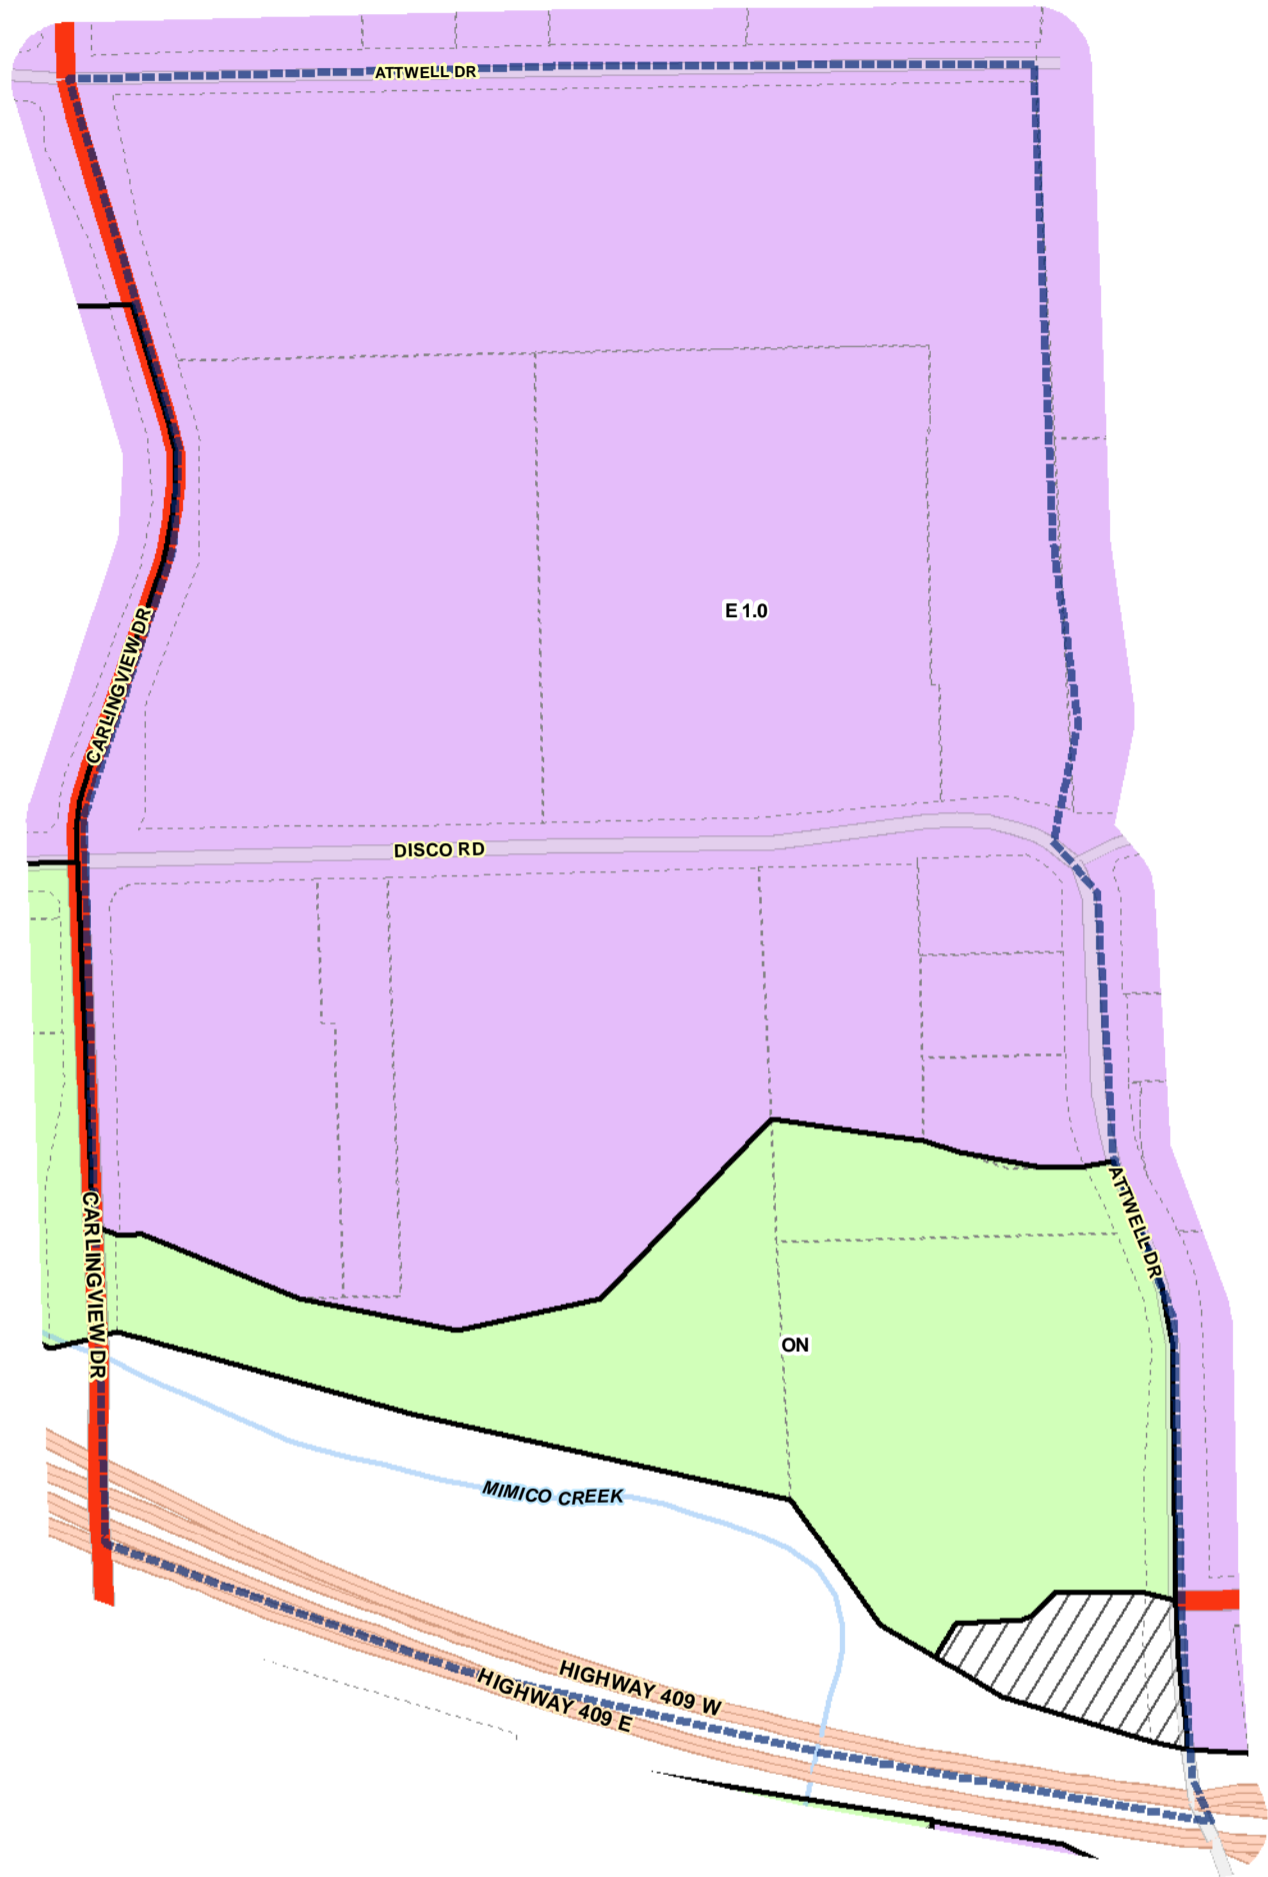 ATTWELL DR
E 1.0
CARLINGVIEW DR
DISCO RD
ATTWELL DR
CARLINGVIEW DR
ON
MIMICO CREEK
HIGHWAY 409 W
HIGHWAY 409 E